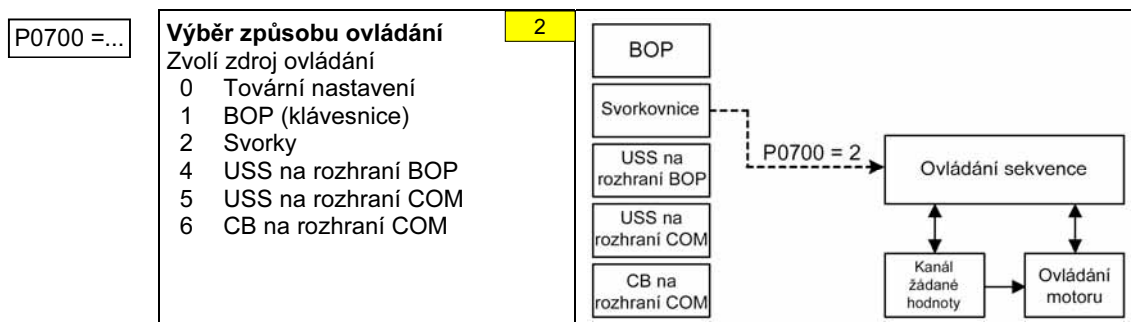 P0700 =...
Výběr způsobu ovládání 2
Zvolí zdroj ovládání
0 Tovární nastavení
1 BOP (klávesnice)
2 Svorky
4 USS na rozhraní BOP
5 USS na rozhraní COM
6 CB na rozhraní COM
BOP
Svorkovnice
USS na
rozhraní BOP
USS na
rozhraní COM
CB na
rozhraní COM
P0700 = 2
Ovládání sekvence
Kanál
žádané
hodnoty
Ovládání
motoru